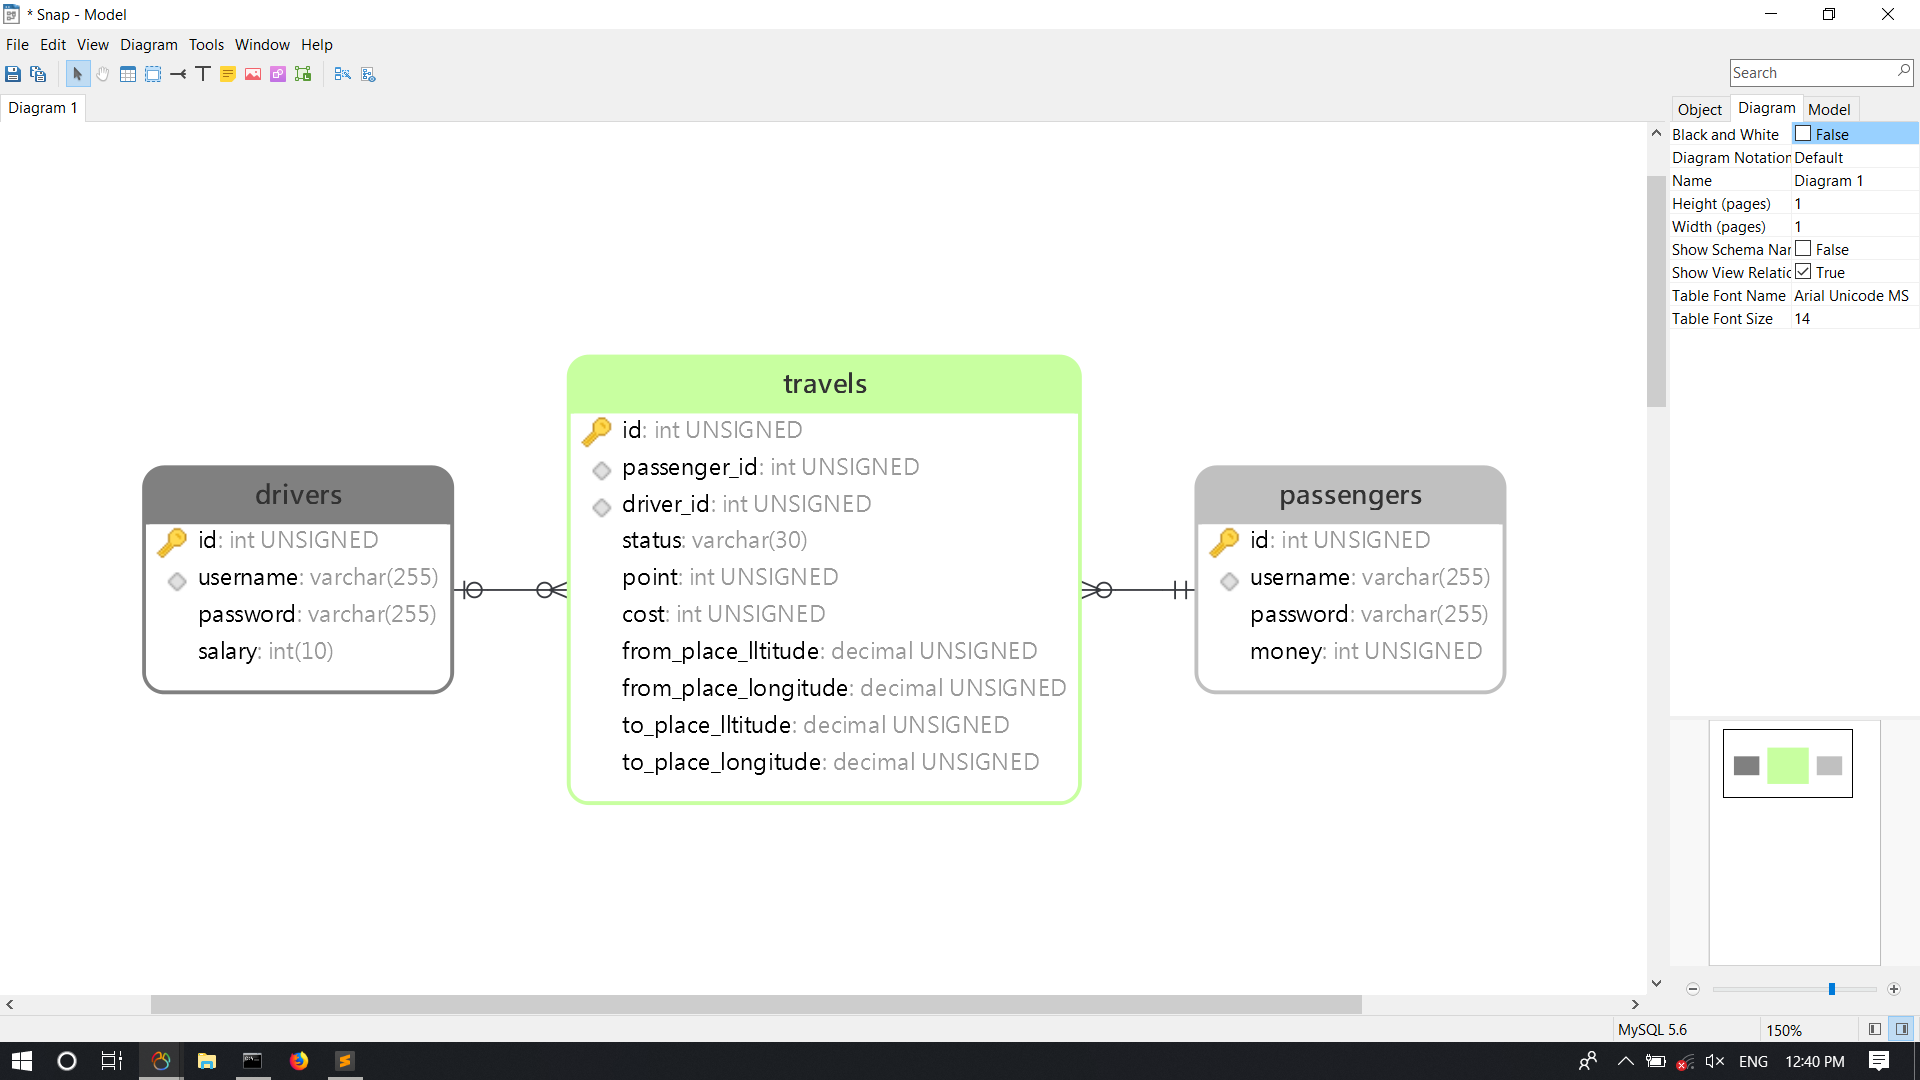 * Snap - Model
File Edit View Diagram Tools Window Help
Search
Diagram 1
Object Diagram Model
Black and White False
Diagram Notation Default
Name Diagram 1
Height (pages) 1
Width (pages) 1
Show Schema Nar False
Show View Relatic True
Table Font Name Arial Unicode MS
Table Font Size 14
drivers
id: int UNSIGNED
username: varchar(255)
password: varchar(255)
salary: int(10)
travels
id: int UNSIGNED
passenger_id: int UNSIGNED
driver_id: int UNSIGNED
status: varchar(30)
point: int UNSIGNED
cost: int UNSIGNED
from_place_lltitude: decimal UNSIGNED
from_place_longitude: decimal UNSIGNED
to_place_lltitude: decimal UNSIGNED
to_place_longitude: decimal UNSIGNED
passengers
id: int UNSIGNED
username: varchar(255)
password: varchar(255)
money: int UNSIGNED
MySQL 5.6 150%
ENG 12:40 PM